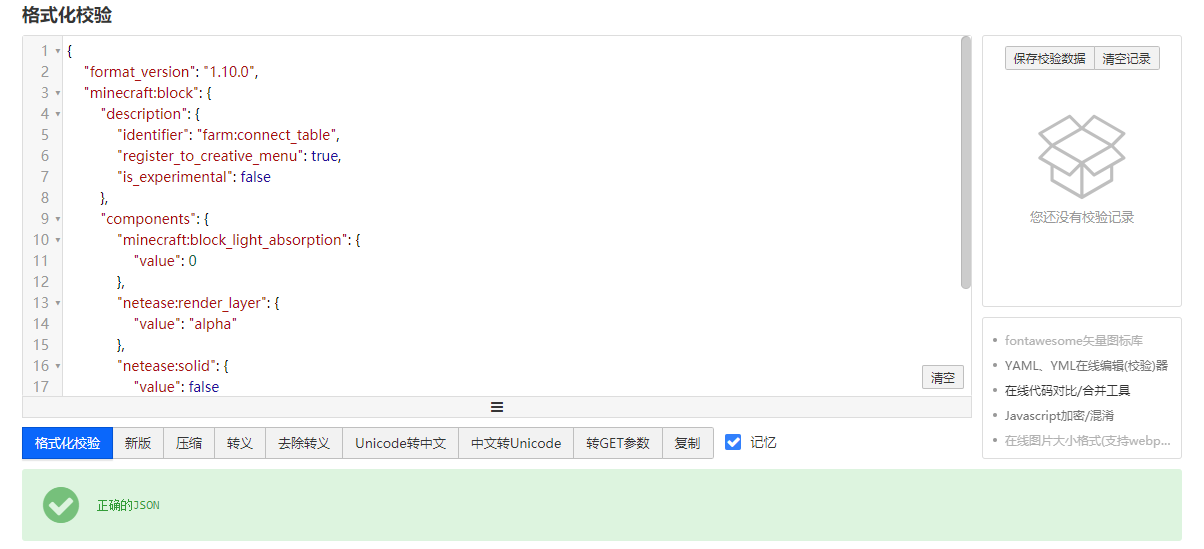 格式化校验
1 {
2 "format_version": "1.10.0",
3 "minecraft:block": {
4 "description": {
5 "identifier": "farm:connect_table",
6 "register_to_creative_menu": true,
7 "is_experimental": false
8 },
9 "components": {
10 "minecraft:block_light_absorption": {
11 "value": 0
12 },
13 "netease:render_layer": {
14 "value": "alpha"
15 },
16 "netease:solid": {
17 "value": false
清空
保存校验数据 清空记录
您还没有校验记录
fontawesome矢量图标库
YAML、YML在线编辑(校验)器
在线代码对比/合并工具
Javascript加密/混淆
在线图片大小格式(支持webp...
格式化校验 新版 压缩 转义 去除转义 Unicode转中文 中文转Unicode 转GET参数 复制 记忆
正确的JSON